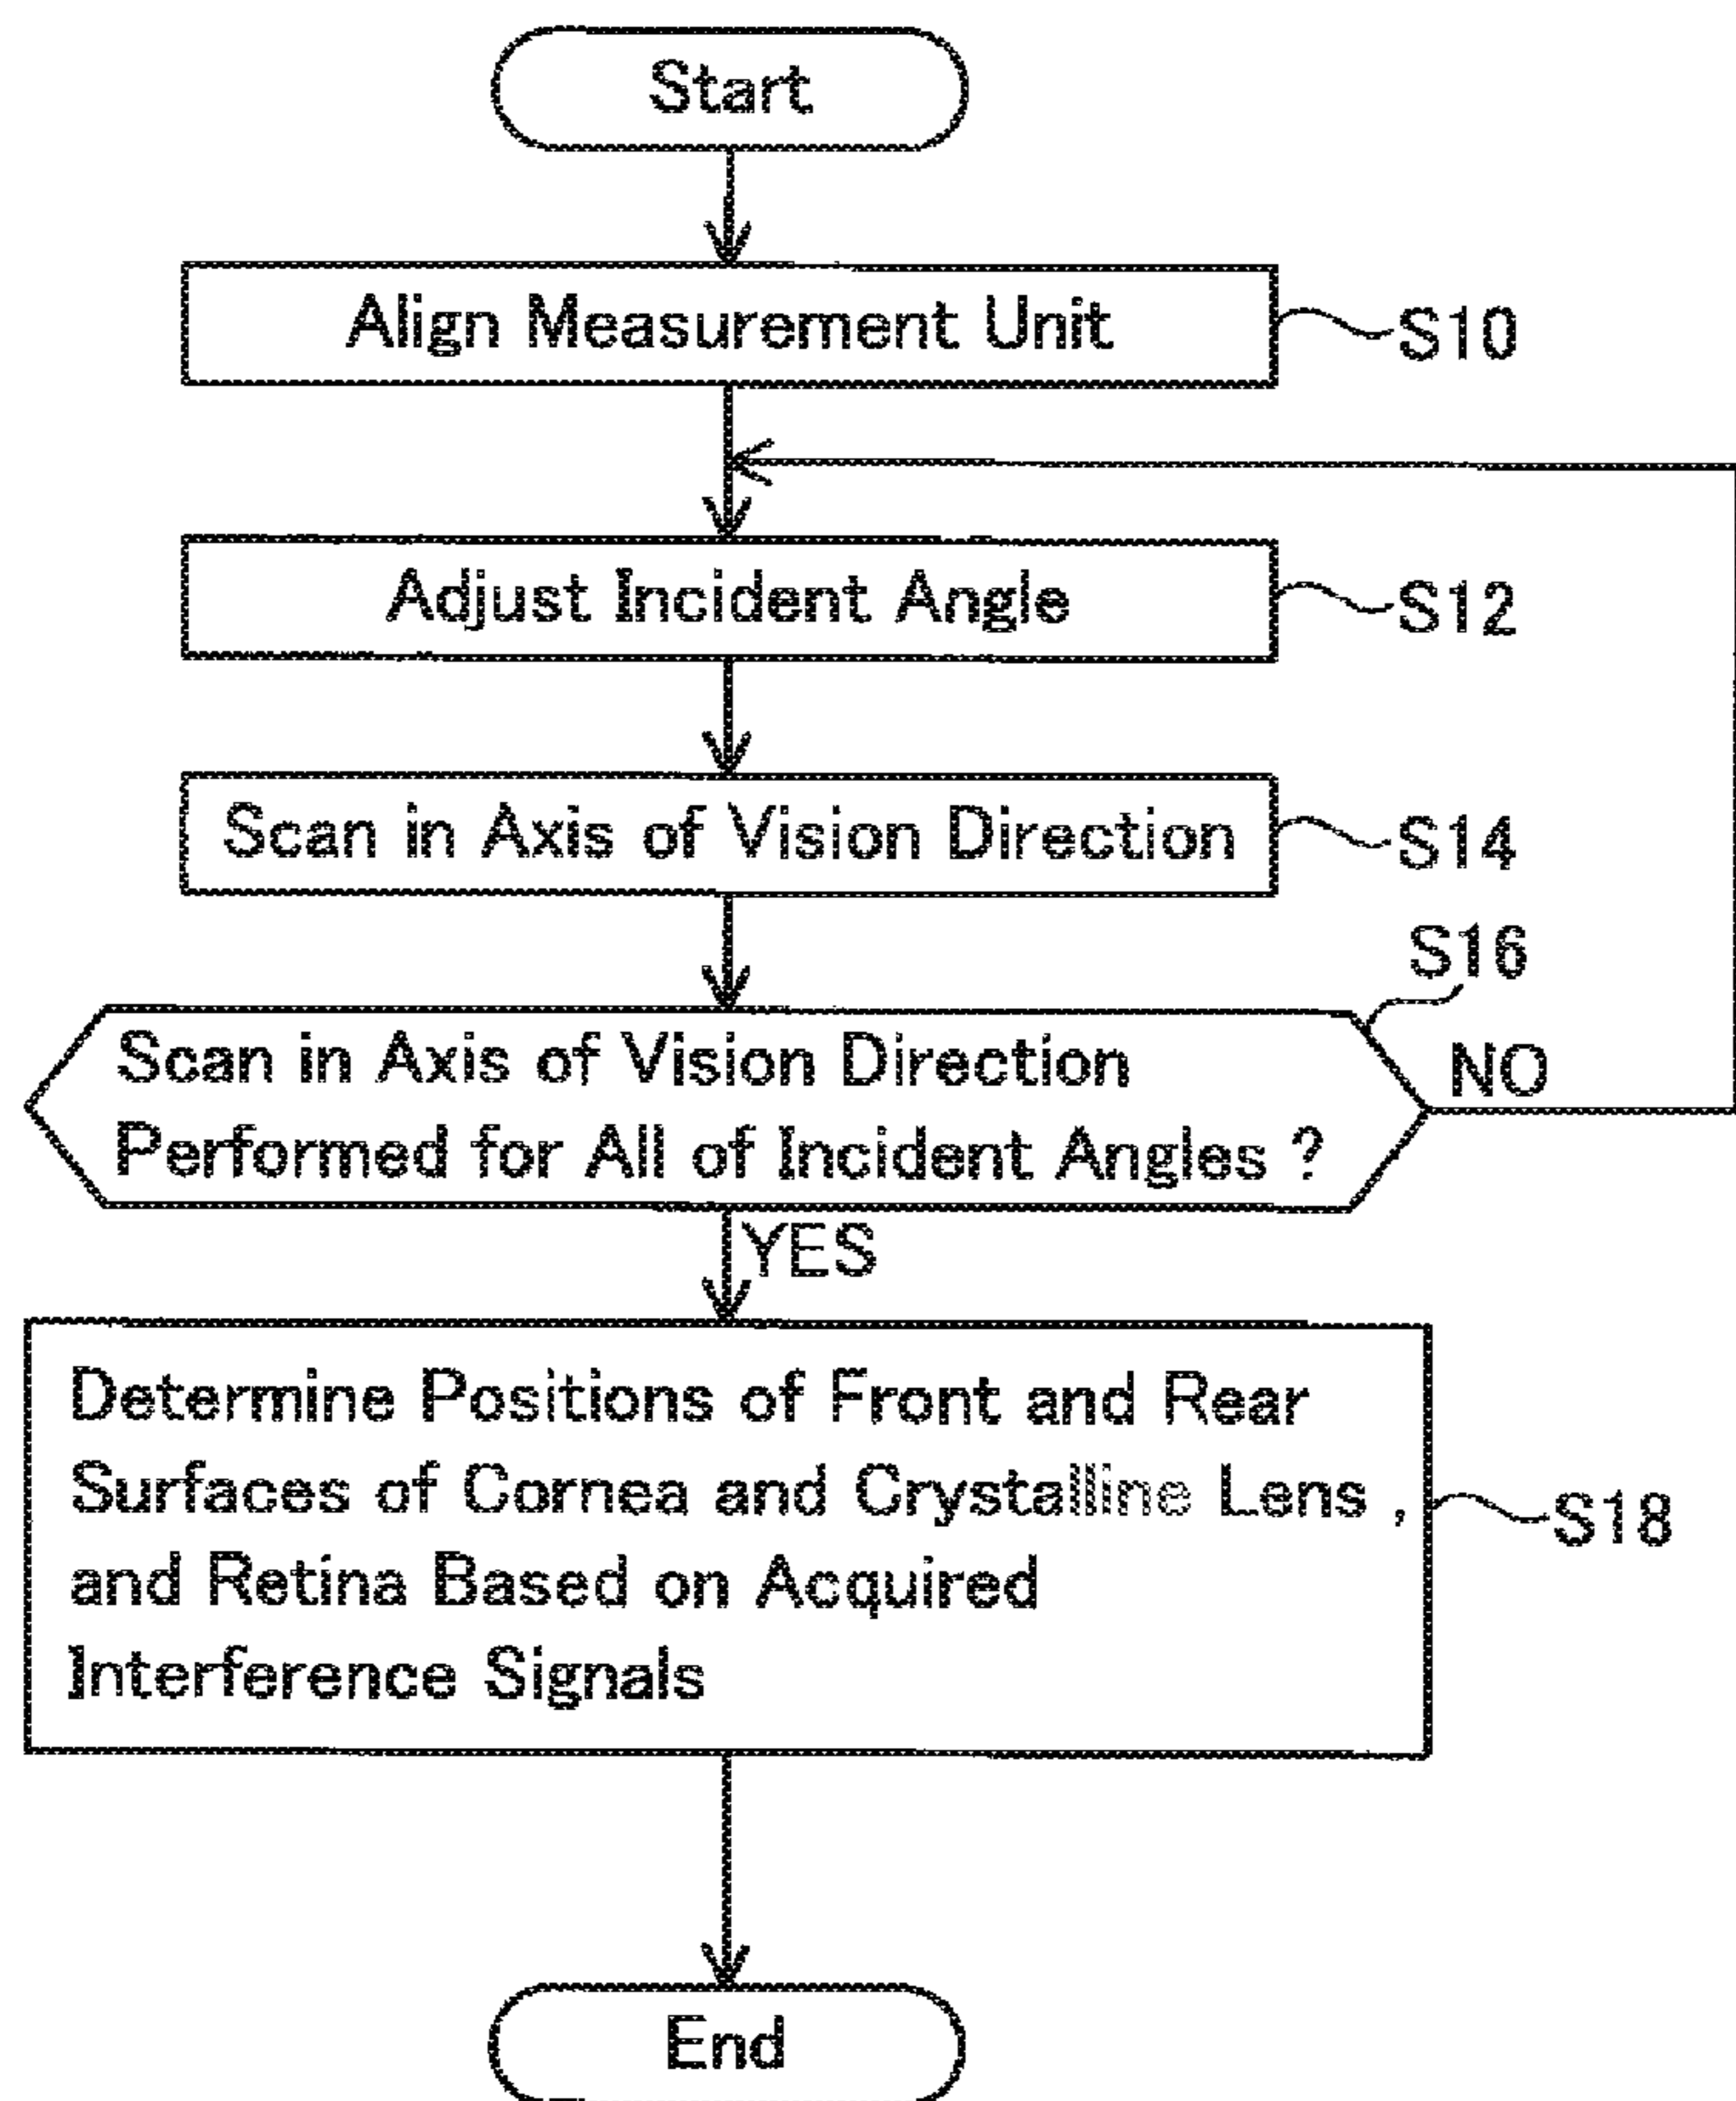 Start
Align Measurement Unit
S10
Adjust Incident Angle
S12
Scan in Axis of Vision Direction
S14
S16
Scan in Axis of Vision Direction
Performed for All of Incident Angles ?
NO
YES
Determine Positions of Front and Rear
Surfaces of Cornea and Crystalline Lens ,
and Retina Based on Acquired
Interference Signals
S18
End